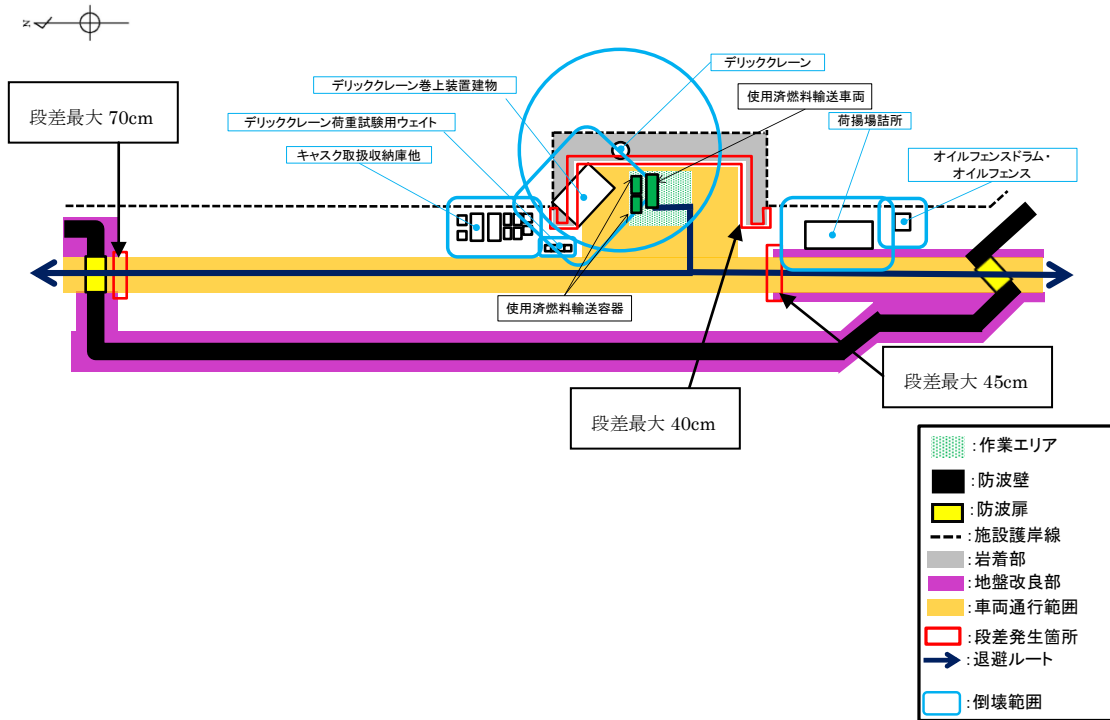 N
デリッククレーン
デリッククレーン巻上装置建物
使用済燃料輸送車両
段差最大 70cm
荷揚場詰所
デリッククレーン荷重試験用ウェイト
キャスク取扱収納庫他
オイルフェンスドラム・
オイルフェンス
使用済燃料輸送容器
段差最大 40cm
段差最大 45cm
:作業エリア
:防波壁
:防波扉
:施設護岸線
:岩着部
:地盤改良部
:車両通行範囲
:段差発生箇所
:退避ルート
:倒壊範囲